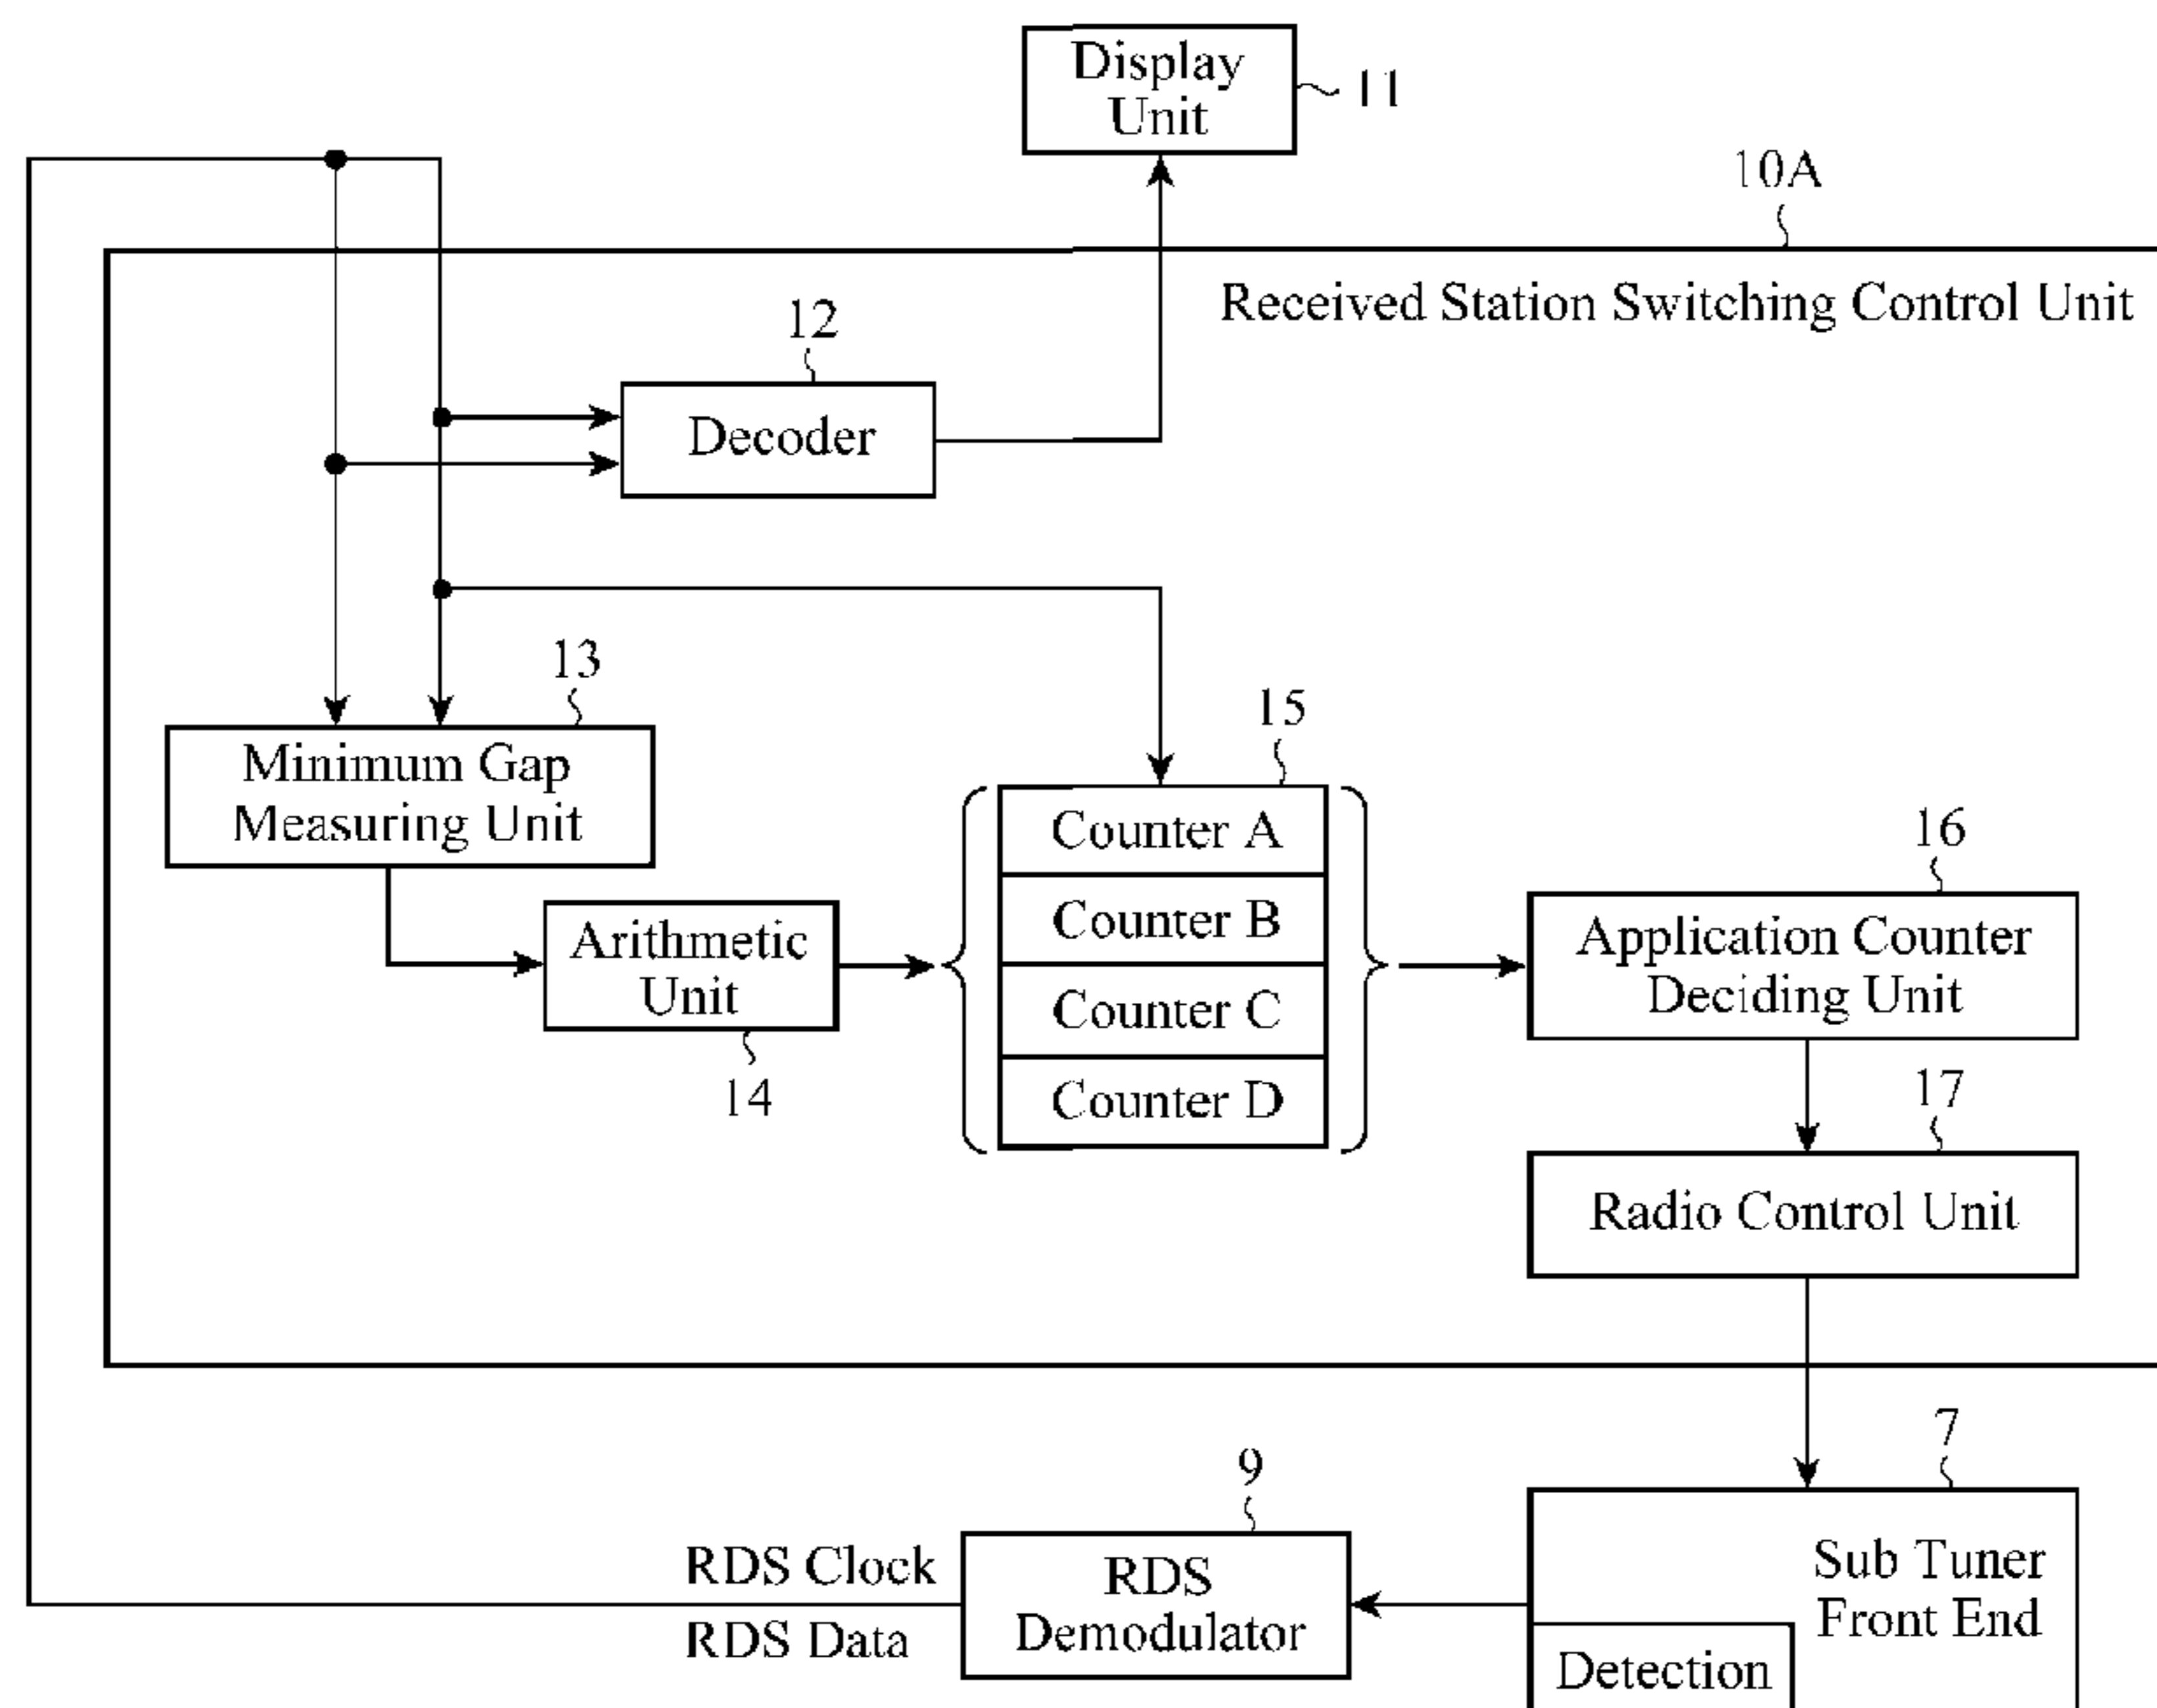 Display
Unit
11
10A
Received Station Switching Control Unit
12
Decoder
13
Minimum Gap
Measuring Unit
15
Counter A
Counter B
Counter C
Counter D
Arithmetic
Unit
14
16
Application Counter
Deciding Unit
17
Radio Control Unit
7
Sub Tuner
Front End
Detection
9
RDS
Demodulator
RDS Clock
RDS Data